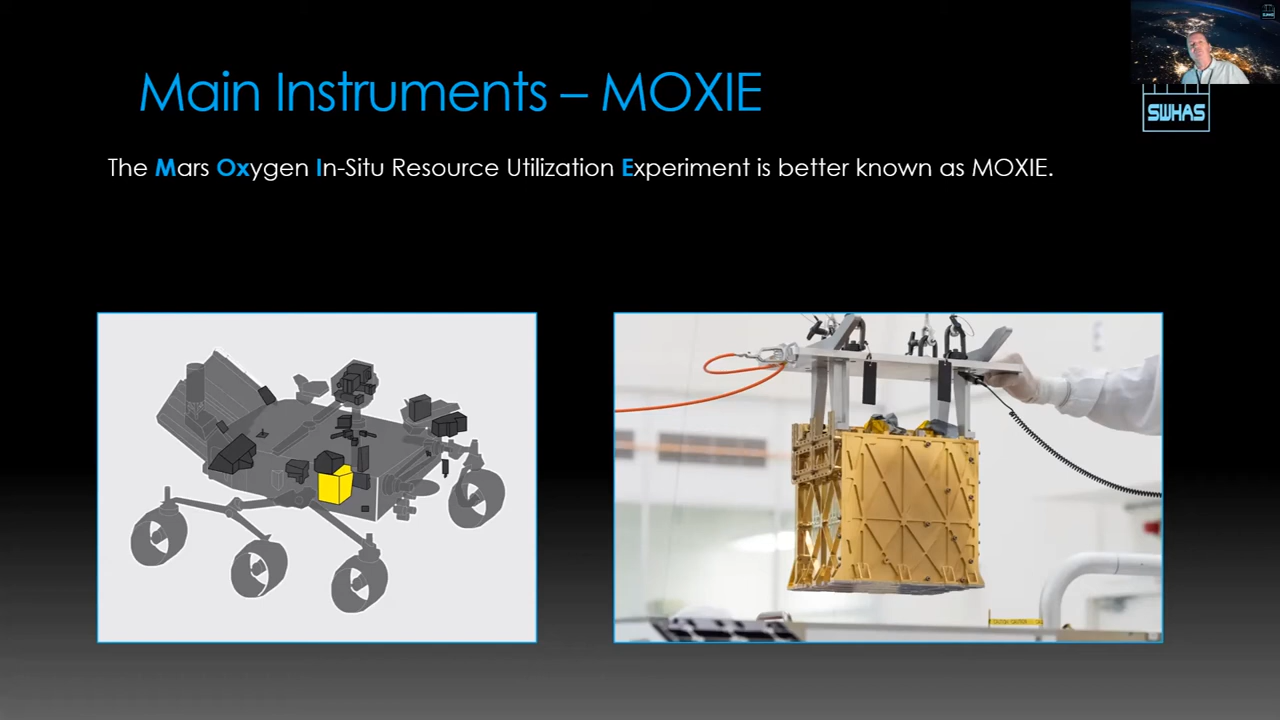 Main Instruments – MOXIE
SWHAS
The Mars Oxygen In-Situ Resource Utilization Experiment is better known as MOXIE.